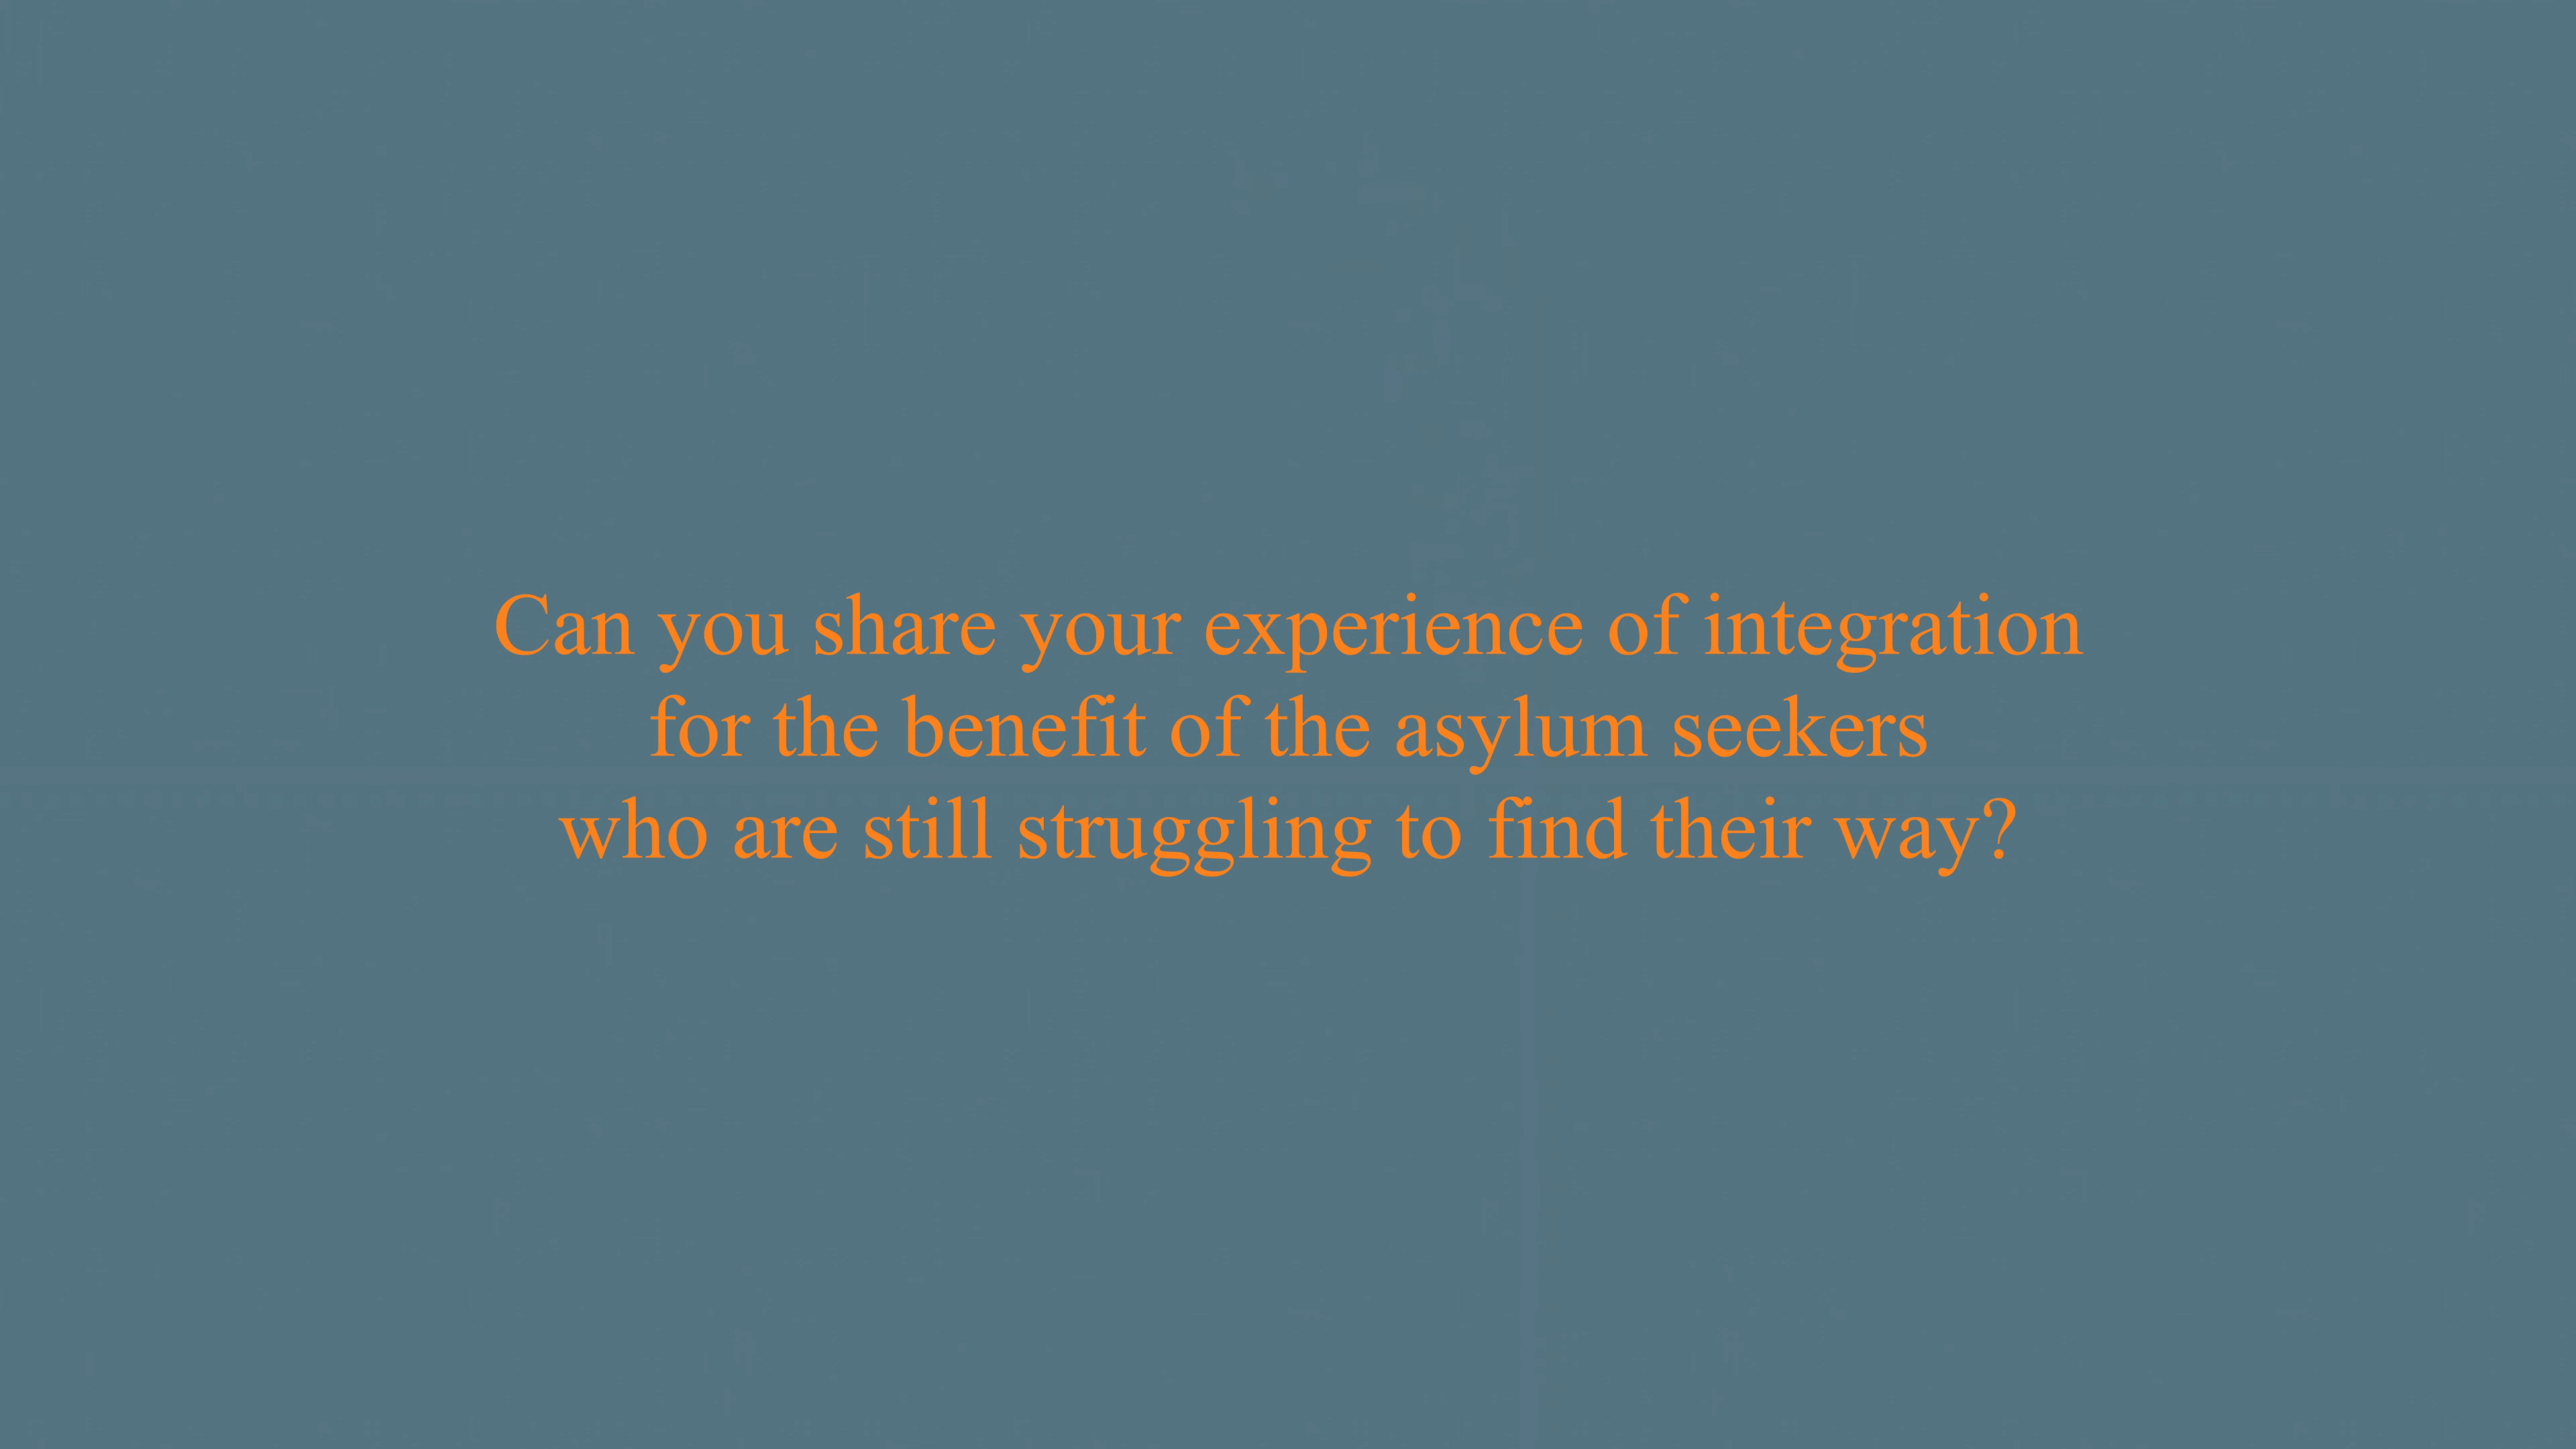 Can you share your experience of integration
for the benefit of the asylum seekers
who are still struggling to find their way?